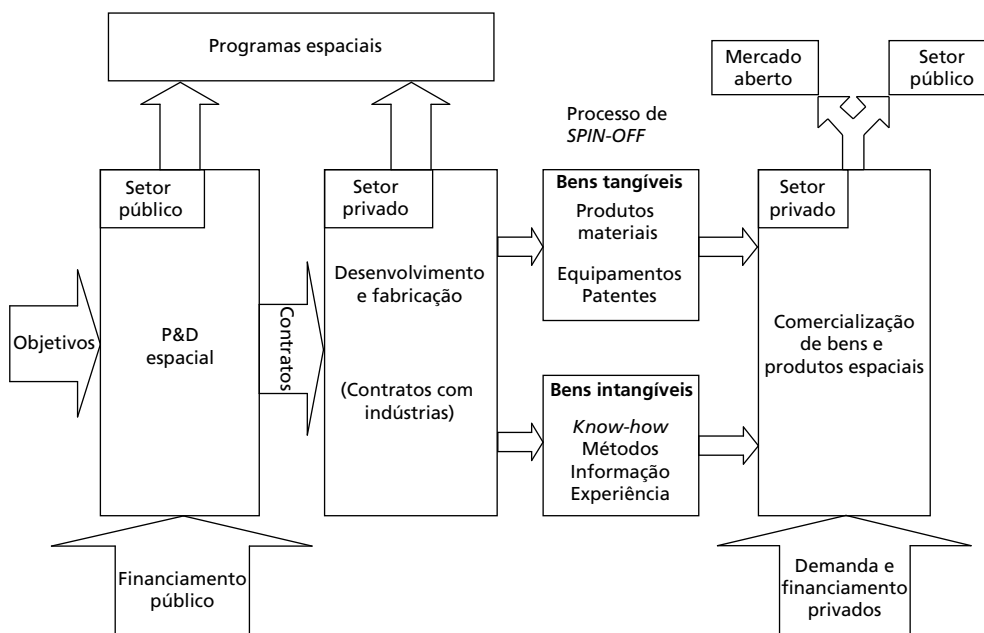 Programas espaciais
Mercado
aberto
Setor
público
Processo de
SPIN-OFF
Setor
público
Setor
privado
Bens tangíveis
Produtos
materiais
Equipamentos
Patentes
Setor
privado
Objetivos
P&D
espacial
Contratos
Desenvolvimento
e fabricação
(Contratos com
indústrias)
Bens intangíveis
Know-how
Métodos
Informação
Experiência
Comercialização
de bens e
produtos espaciais
Financiamento
público
Demanda e
financiamento
privados